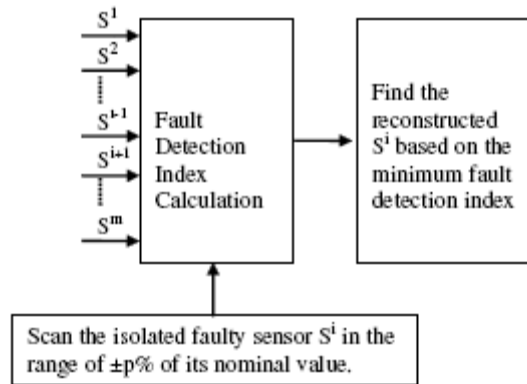 S¹
S²
Sⁱ⁻¹
Sⁱ⁺¹
Sᵐ
Fault
Detection
Index
Calculation
Find the
reconstructed
Sⁱ based on the
minimum fault
detection index
Scan the isolated faulty sensor Sⁱ in the
range of ±p% of its nominal value.